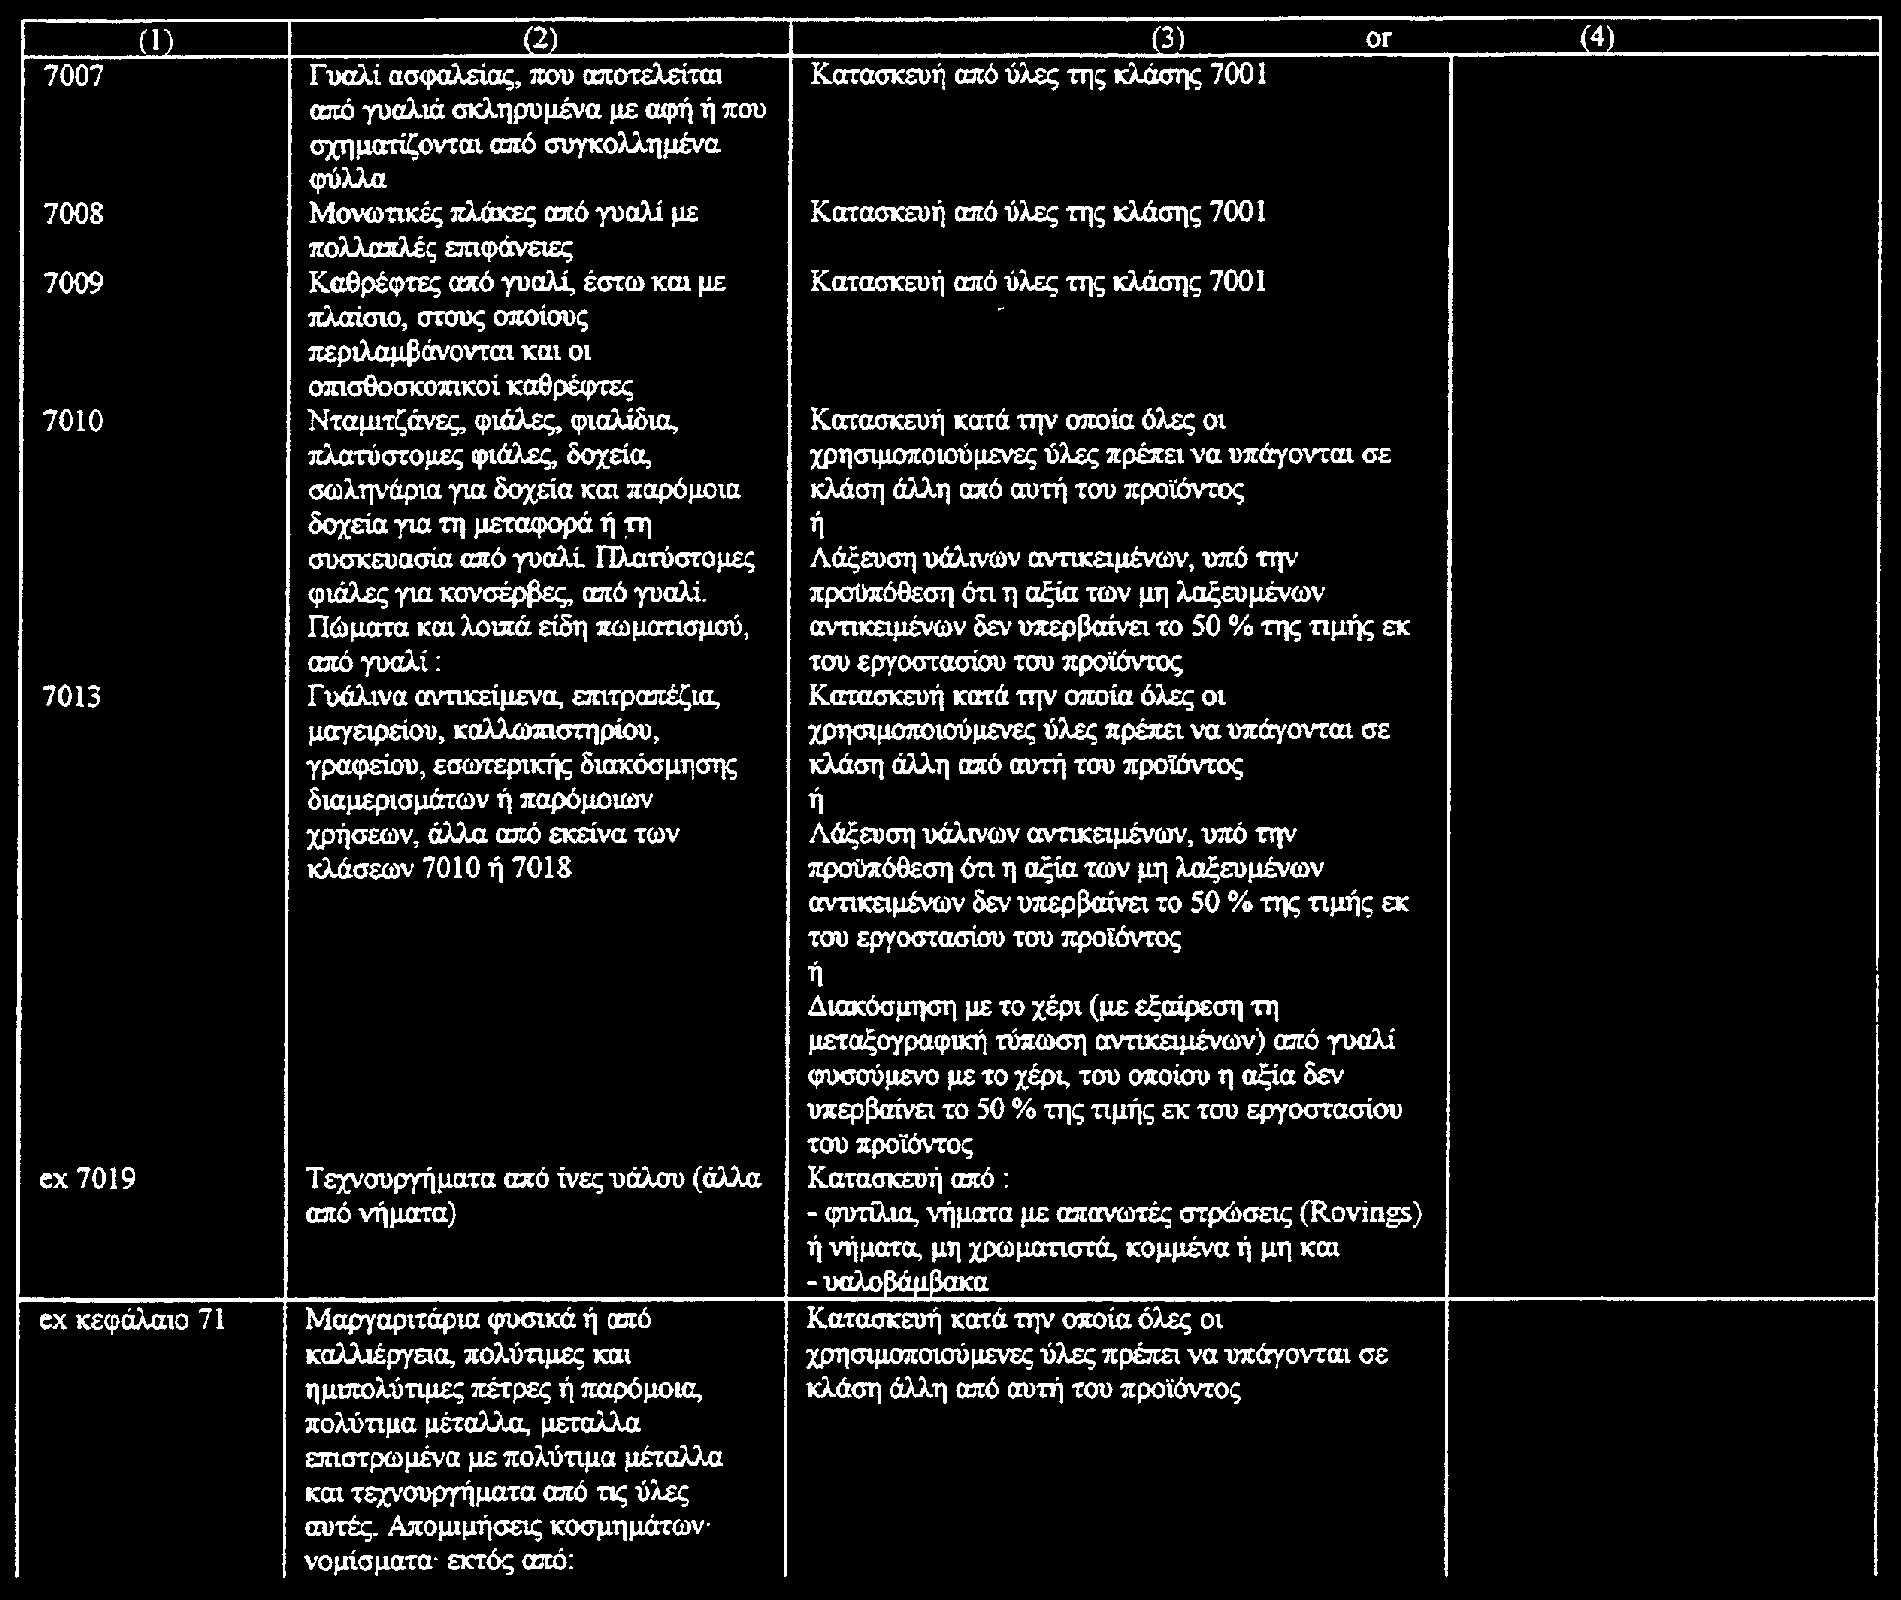 (1) (2) (3) or (4)
7007 Γυαλί ασφαλείας, που αποτελείται Κατασκευή από ύλες της κλάσης 7001
από γυαλιά σκληρυμένα με αφή ή που
σχηματίζονται από συγκολλημένα
φύλλα
7008 Μονωτικές πλάκες από γυαλί με Κατασκευή από ύλες της κλάσης 7001
πολλαπλές επιφάνειες
7009 Καθρέφτες από γυαλί, έστω και με Κατασκευή από ύλες της κλάσης 7001
πλαίσιο, στους οποίους
περιλαμβάνονται και οι
οπισθοσκοπικοί καθρέφτες
7010 Νταμιτζάνες, φιάλες, φιαλίδια, Κατασκευή κατά την οποία όλες οι
πλατύστομες φιάλες, δοχεία, χρησιμοποιούμενες ύλες πρέπει να υπάγονται σε
σωληνάρια για δοχεία και παρόμοια κλάση άλλη από αυτή του προϊόντος
δοχεία για τη μεταφορά ή τη ή
συσκευασία από γυαλί. Πλατύστομες Λάξευση υάλινων αντικειμένων, υπό την
φιάλες για κονσέρβες, από γυαλί. προϋπόθεση ότι η αξία των μη λαξευμένων
Πώματα και λοιπά είδη πωματισμού, αντικειμένων δεν υπερβαίνει το 50 % της τιμής εκ
από γυαλί : του εργοστασίου του προϊόντος
7013 Γυάλινα αντικείμενα, επιτραπέζια, Κατασκευή κατά την οποία όλες οι
μαγειρείου, καλλωπιστηρίου, χρησιμοποιούμενες ύλες πρέπει να υπάγονται σε
γραφείου, εσωτερικής διακόσμησης κλάση άλλη από αυτή του προϊόντος
διαμερισμάτων ή παρόμοιων ή
χρήσεων, άλλα από εκείνα των Λάξευση υάλινων αντικειμένων, υπό την
κλάσεων 7010 ή 7018 προϋπόθεση ότι η αξία των μη λαξευμένων
αντικειμένων δεν υπερβαίνει το 50 % της τιμής εκ
του εργοστασίου του προϊόντος
ή
Διακόσμηση με το χέρι (με εξαίρεση τη
μεταξογραφική τύπωση αντικειμένων) από γυαλί
φυσούμενο με το χέρι, του οποίου η αξία δεν
υπερβαίνει το 50 % της τιμής εκ του εργοστασίου
του προϊόντος
ex 7019 Τεχνουργήματα από ίνες υάλου (άλλα Κατασκευή από :
από νήματα) - φυτίλια, νήματα με απανωτές στρώσεις (Rovings)
ή νήματα, μη χρωματιστά, κομμένα ή μη και
- υαλοβάμβακα
ex κεφάλαιο 71 Μαργαριτάρια φυσικά ή από Κατασκευή κατά την οποία όλες οι
καλλιέργεια, πολύτιμες και χρησιμοποιούμενες ύλες πρέπει να υπάγονται σε
ημιπολύτιμες πέτρες ή παρόμοια, κλάση άλλη από αυτή του προϊόντος
πολύτιμα μέταλλα, μεταλλα
επιστρωμένα με πολύτιμα μέταλλα
και τεχνουργήματα από τις ύλες
αυτές. Απομιμήσεις κοσμημάτων·
νομίσματα· εκτός από: